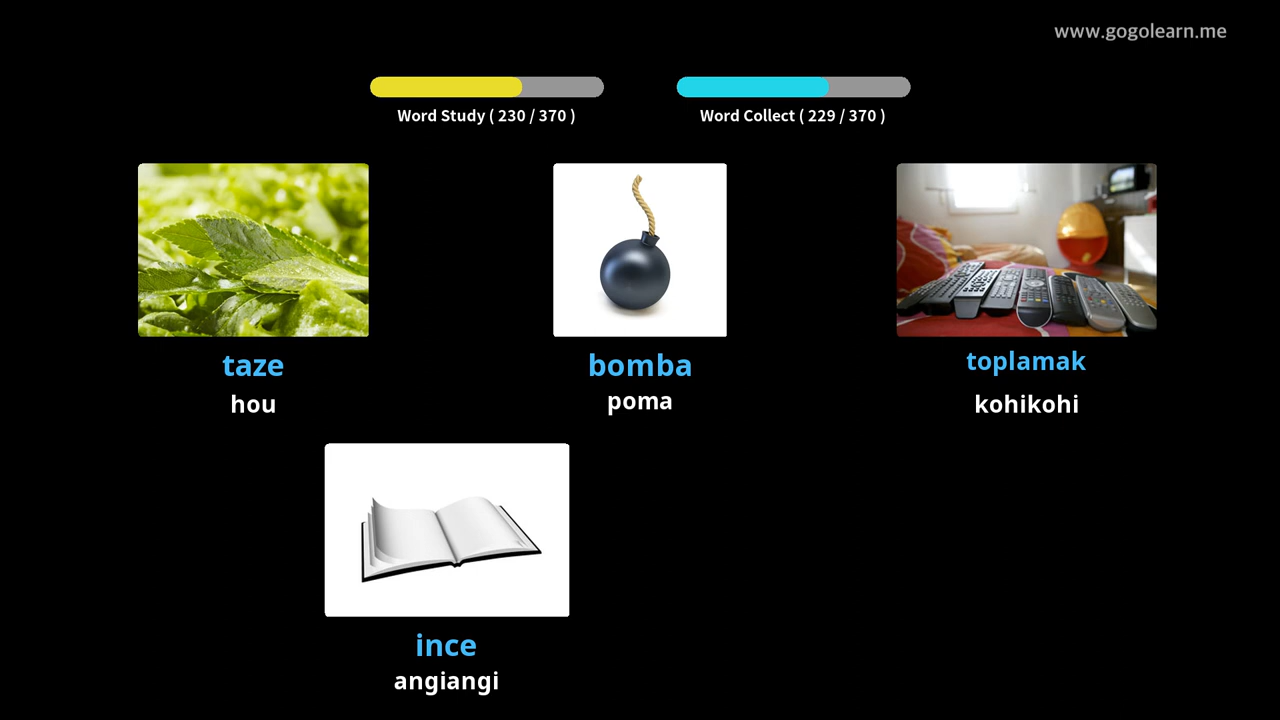 www.gogolearn.me
Word Study ( 230 / 370 )
Word Collect ( 229 / 370 )
taze
hou
bomba
poma
toplamak
kohikohi
ince
angiangi